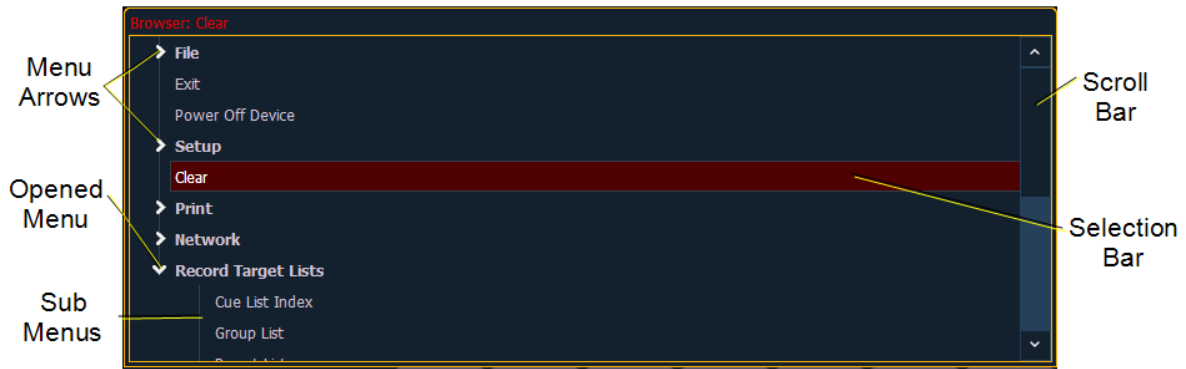 Browser: Clear
File
Exit
Power Off Device
Setup
Clear
Print
Network
Record Target Lists
Cue List Index
Group List
Menu
Arrows
Opened
Menu
Sub
Menus
Scroll
Bar
Selection
Bar